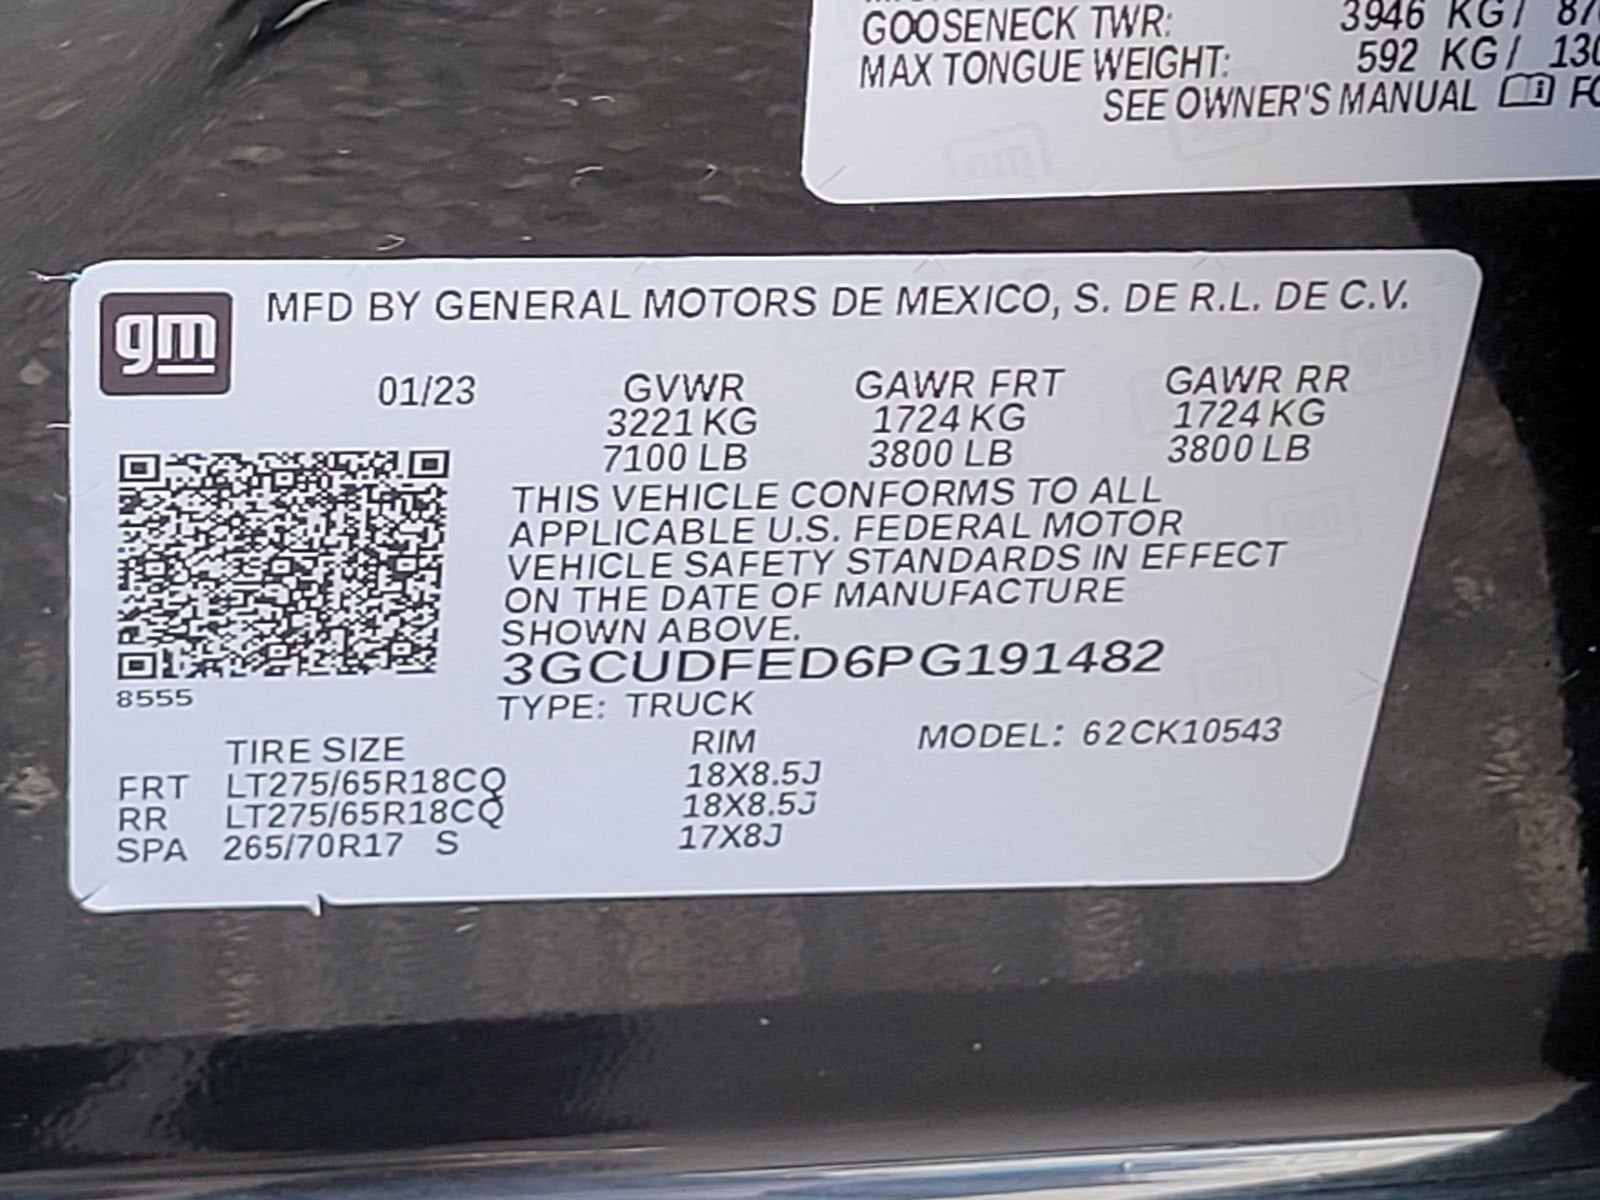 GOOSENECK TWR: 3946 KG/
MAX TONGUE WEIGHT: 592 KG/
SEE OWNER'S MANUAL
gm
MFD BY GENERAL MOTORS DE MEXICO, S. DE R.L. DE C.V.
01/23 GVWR GAWR FRT GAWR RR
3221 KG 1724 KG 1724 KG
7100 LB 3800 LB 3800 LB
THIS VEHICLE CONFORMS TO ALL
APPLICABLE U.S. FEDERAL MOTOR
VEHICLE SAFETY STANDARDS IN EFFECT
ON THE DATE OF MANUFACTURE
SHOWN ABOVE.
3GCUDFED6PG191482
8555
TYPE: TRUCK
TIRE SIZE RIM MODEL: 62CK10543
FRT LT275/65R18CQ 18X8.5J
RR LT275/65R18CQ 18X8.5J
SPA 265/70R17 S 17X8J